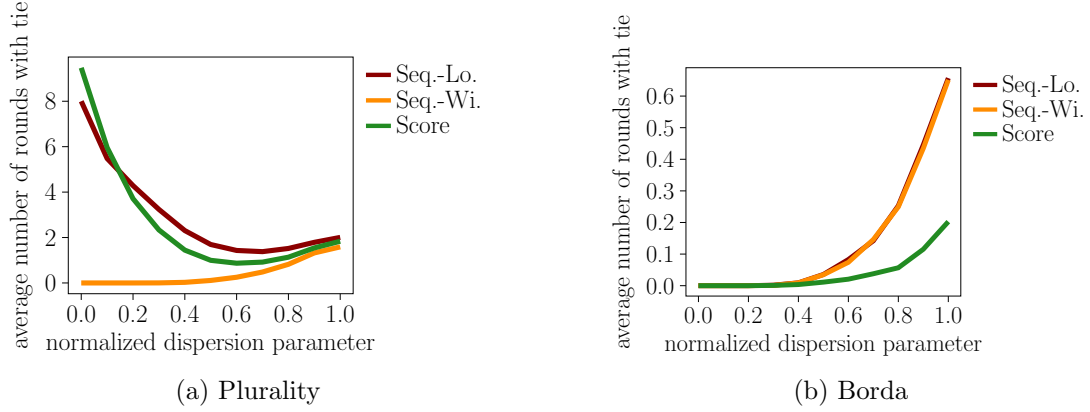 average number of rounds with tie
8
6
4
2
0
0.0 0.2 0.4 0.6 0.8 1.0
normalized dispersion parameter
Seq.-Lo.
Seq.-Wi.
Score
(a) Plurality
average number of rounds with tie
0.6
0.5
0.4
0.3
0.2
0.1
0.0
0.0 0.2 0.4 0.6 0.8 1.0
normalized dispersion parameter
Seq.-Lo.
Seq.-Wi.
Score
(b) Borda